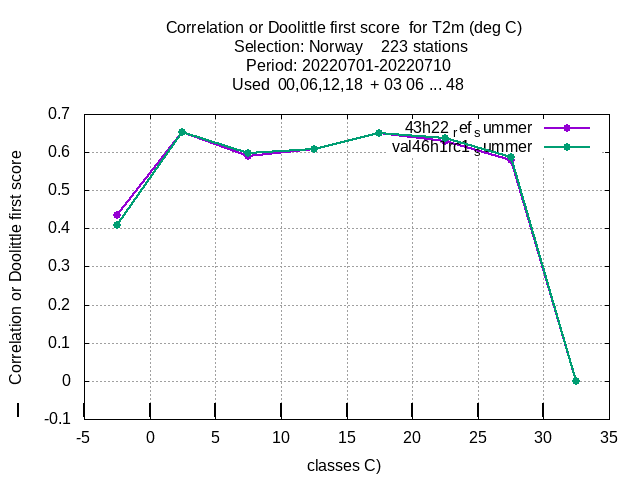 Correlation or Doolittle first score for T2m (deg C)
Selection: Norway 223 stations
Period: 20220701-20220710
Used 00,06,12,18 + 03 06 ... 48
43h22_ref_summer
val46h1rc1_summer
Correlation or Doolittle first score
0.7
0.6
0.5
0.4
0.3
0.2
0.1
0
-0.1
-5 0 5 10 15 20 25 30 35
classes C)